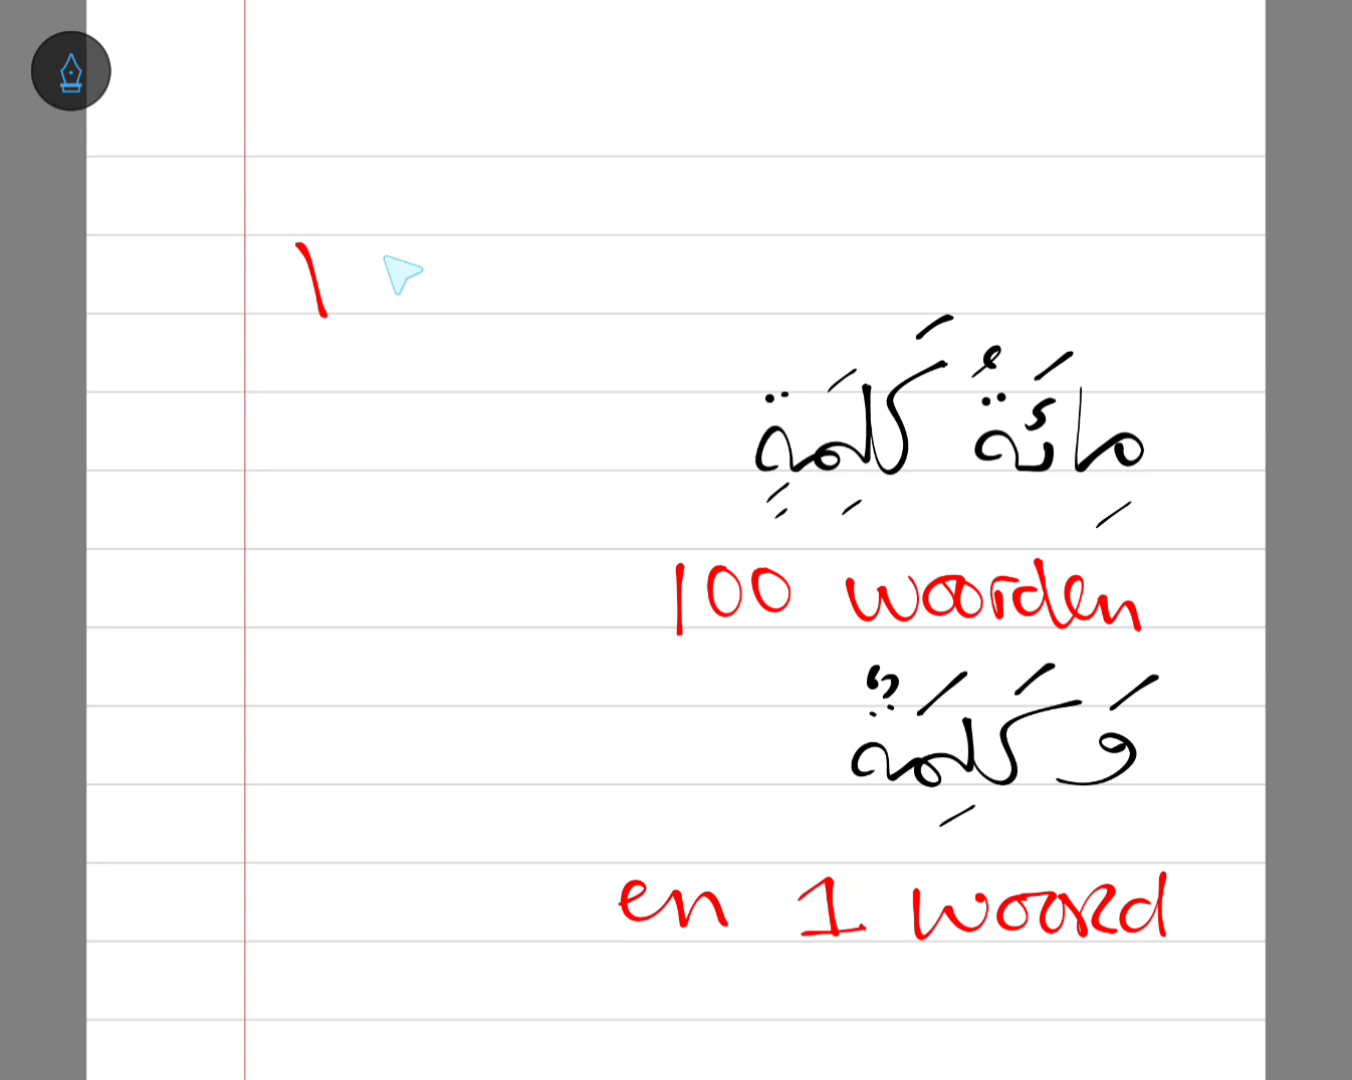 ١
مِائَةُ كَلِمَةٍ
100 woorden
وَكَلِمَةٌ
en 1 woord